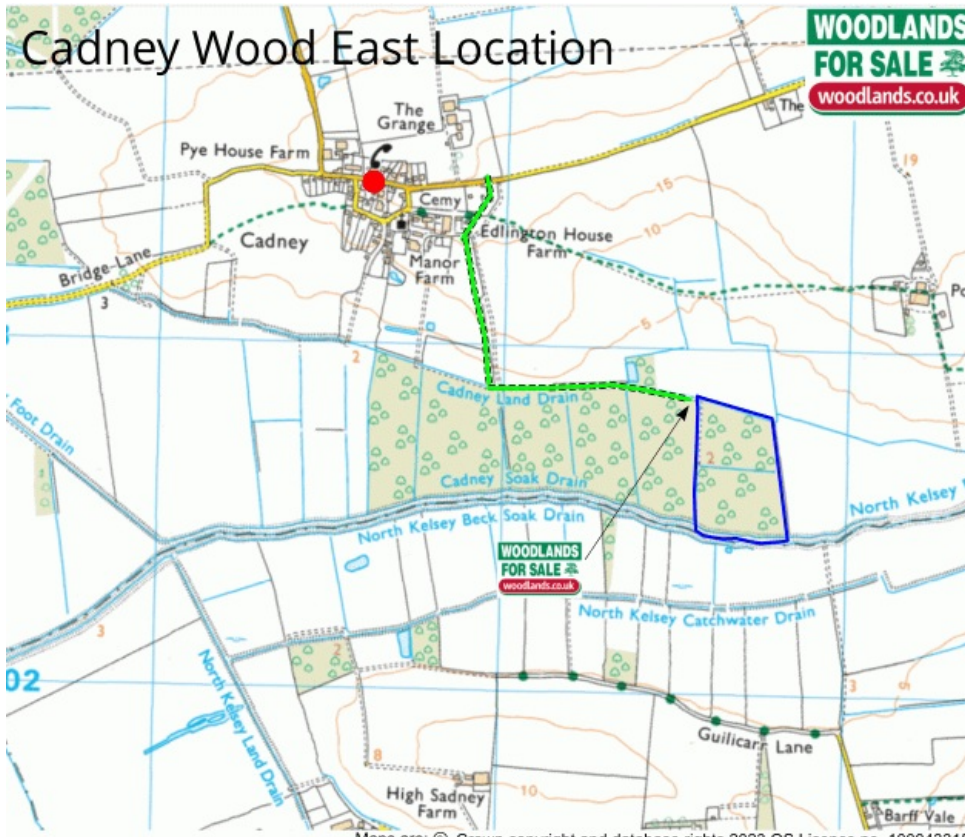 Cadney Wood East Location
WOODLANDS
FOR SALE
woodlands.co.uk
The
Grange
The
Pye House Farm
19
15
Cemy
10
Cadney
Edlington House
Farm
Bridge Lane
Manor
Farm
3
5
2
Cadney Land Drain
Foot Drain
2
Cadney Soak Drain
North Kelsey
North Kelsey Beck Soak Drain
WOODLANDS
FOR SALE
woodlands.co.uk
North Kelsey Catchwater Drain
3
2
02
3
North Kelsey Land Drain
Guilicarr Lane
8
High Sadney
Farm
10
Barff Vale